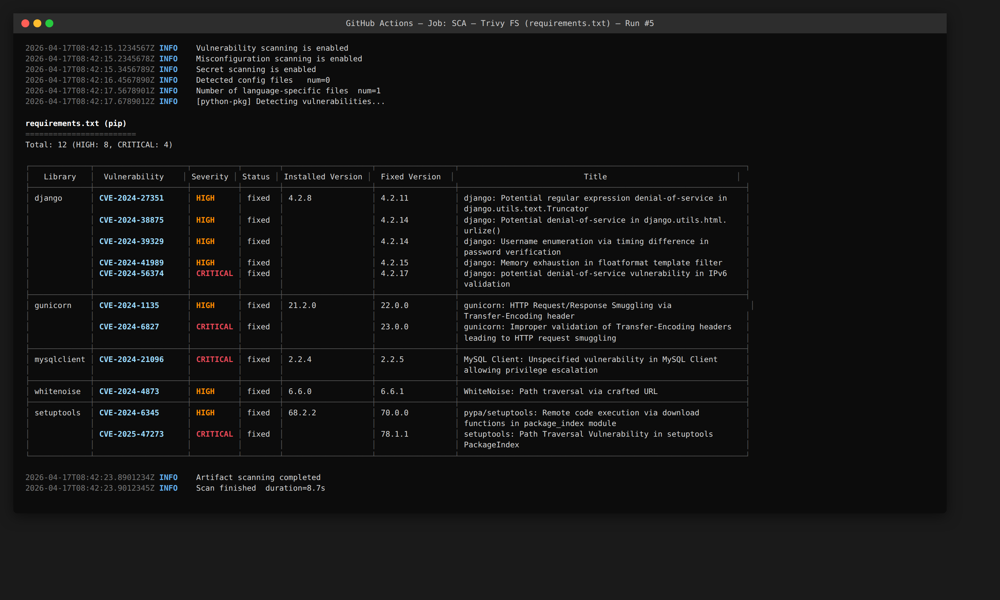 GitHub Actions — Job: SCA — Trivy FS (requirements.txt) — Run #5
2026-04-17T08:42:15.1234567Z INFO    Vulnerability scanning is enabled
2026-04-17T08:42:15.2345678Z INFO    Misconfiguration scanning is enabled
2026-04-17T08:42:15.3456789Z INFO    Secret scanning is enabled
2026-04-17T08:42:16.4567890Z INFO    Detected config files   num=0
2026-04-17T08:42:17.5678901Z INFO    Number of language-specific files  num=1
2026-04-17T08:42:17.6789012Z INFO    [python-pkg] Detecting vulnerabilities...
requirements.txt (pip)
========================
Total: 12 (HIGH: 8, CRITICAL: 4)
Library │ Vulnerability │ Severity │ Status │ Installed Version │ Fixed Version │ Title
django │ CVE-2024-27351 │ HIGH │ fixed │ 4.2.8 │ 4.2.11 │ django: Potential regular expression denial-of-service in
django.utils.text.Truncator
CVE-2024-38875 │ HIGH │ fixed │ 4.2.14 │ django: Potential denial-of-service in django.utils.html.
urlize()
CVE-2024-39329 │ HIGH │ fixed │ 4.2.14 │ django: Username enumeration via timing difference in
password verification
CVE-2024-41989 │ HIGH │ fixed │ 4.2.15 │ django: Memory exhaustion in floatformat template filter
CVE-2024-56374 │ CRITICAL │ fixed │ 4.2.17 │ django: potential denial-of-service vulnerability in IPv6
validation
gunicorn │ CVE-2024-1135 │ HIGH │ fixed │ 21.2.0 │ 22.0.0 │ gunicorn: HTTP Request/Response Smuggling via
Transfer-Encoding header
CVE-2024-6827 │ CRITICAL │ fixed │ 23.0.0 │ gunicorn: Improper validation of Transfer-Encoding headers
leading to HTTP request smuggling
mysqlclient │ CVE-2024-21096 │ CRITICAL │ fixed │ 2.2.4 │ 2.2.5 │ MySQL Client: Unspecified vulnerability in MySQL Client
allowing privilege escalation
whitenoise │ CVE-2024-4873 │ HIGH │ fixed │ 6.6.0 │ 6.6.1 │ WhiteNoise: Path traversal via crafted URL
setuptools │ CVE-2024-6345 │ HIGH │ fixed │ 68.2.2 │ 70.0.0 │ pypa/setuptools: Remote code execution via download
functions in package_index module
CVE-2025-47273 │ CRITICAL │ fixed │ 78.1.1 │ setuptools: Path Traversal Vulnerability in setuptools
PackageIndex
2026-04-17T08:42:23.8901234Z INFO    Artifact scanning completed
2026-04-17T08:42:23.9012345Z INFO    Scan finished  duration=8.7s